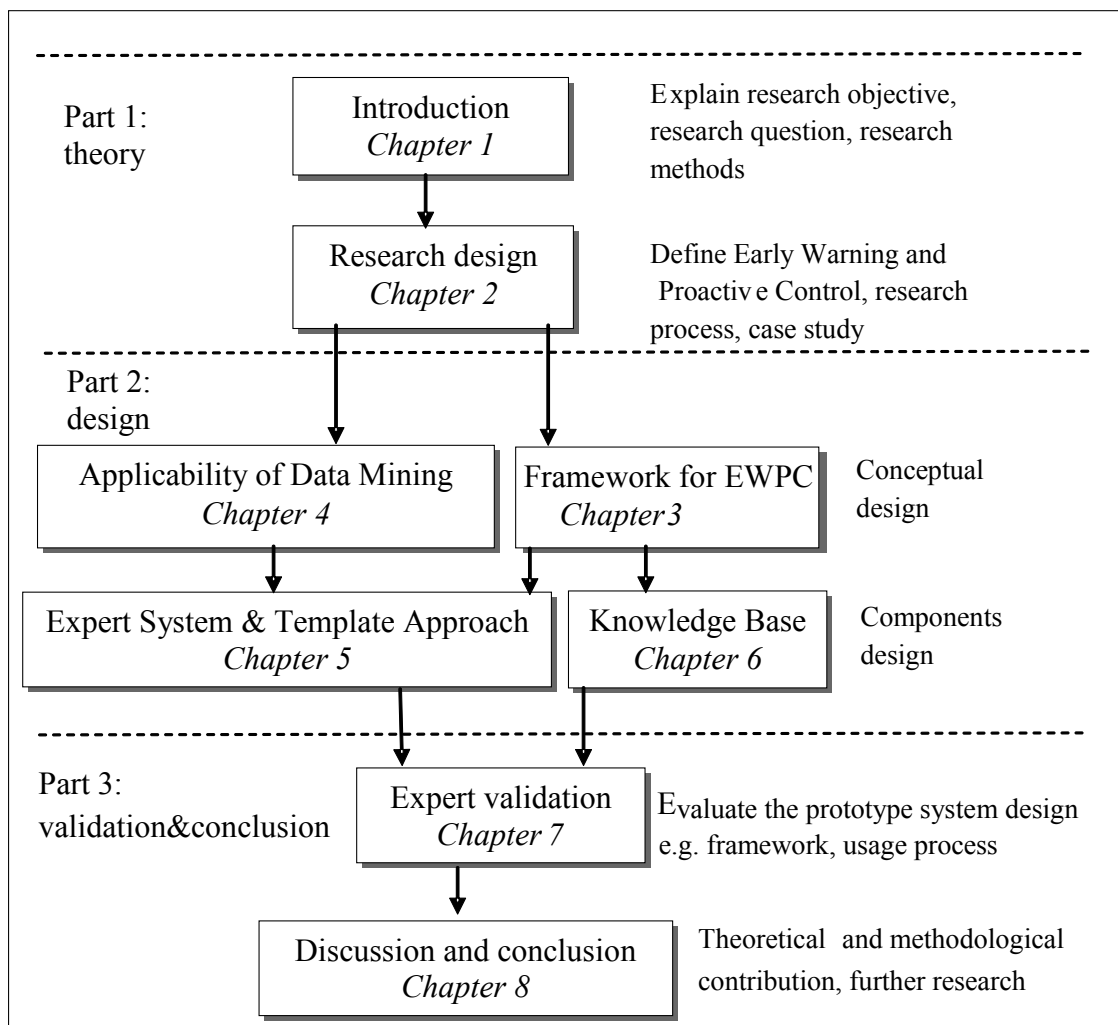 Part 1:
theory
Introduction
Chapter 1
Explain research objective,
research question, research
methods
Research design
Chapter 2
Define Early Warning and
Proactive Control, research
process, case study
Part 2:
design
Applicability of Data Mining
Chapter 4
Framework for EWPC
Chapter 3
Conceptual
design
Expert System & Template Approach
Chapter 5
Knowledge Base
Chapter 6
Components
design
Part 3:
validation&conclusion
Expert validation
Chapter 7
Evaluate the prototype system design
e.g. framework, usage process
Discussion and conclusion
Chapter 8
Theoretical and methodological
contribution, further research